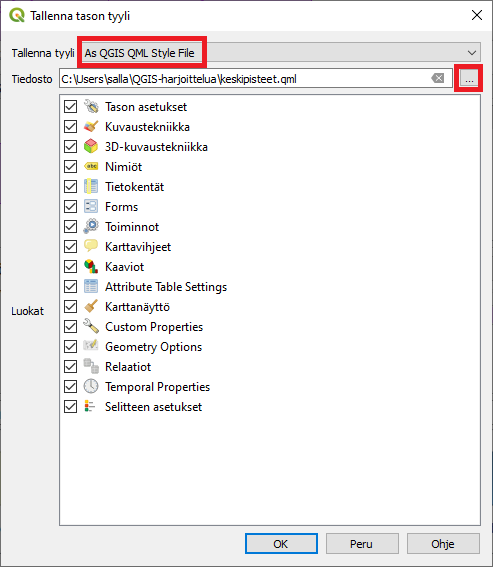 Tallenna tason tyyli
Tallenna tyyli As QGIS QML Style File
Tiedosto C:\Users\salla\QGIS-harjoittelua\keskipisteet.qml ...
Tason asetukset
Kuvaustekniikka
3D-kuvaustekniikka
abc Nimiöt
Tietokentät
Forms
Toiminnot
Karttavihjeet
Kaaviot
Attribute Table Settings
Luokat
Karttanäyttö
Custom Properties
Geometry Options
Relaatiot
Temporal Properties
Selitteen asetukset
OK Peru Ohje